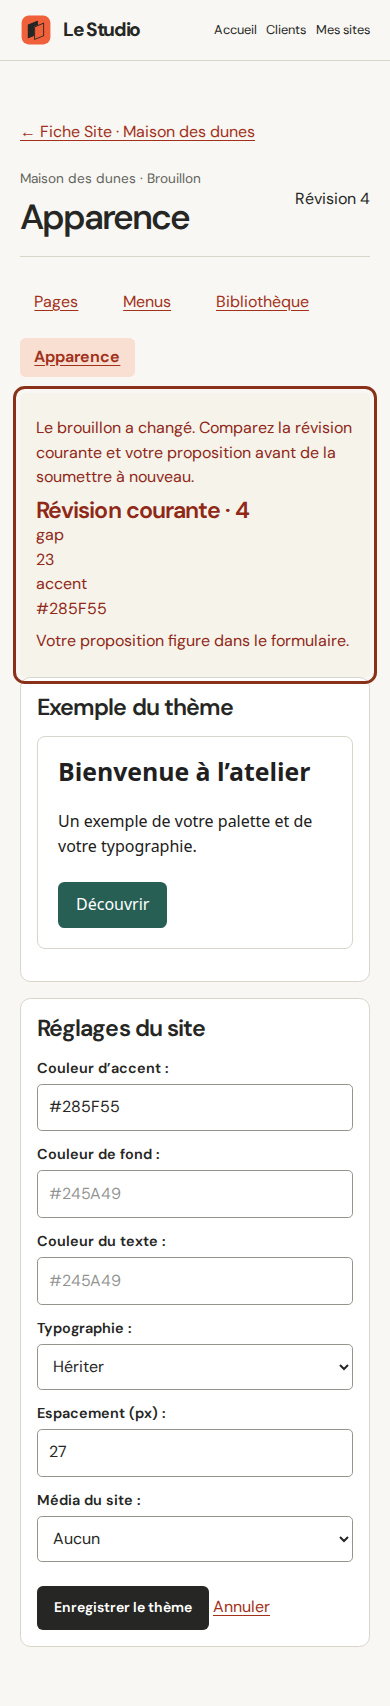 Le Studio
Accueil Clients Mes sites
← Fiche Site · Maison des dunes
Maison des dunes · Brouillon
Apparence
Révision 4
Pages Menus Bibliothèque
Apparence
Le brouillon a changé. Comparez la révision
courante et votre proposition avant de la
soumettre à nouveau.
Révision courante · 4
gap
23
accent
#285F55
Votre proposition figure dans le formulaire.
Exemple du thème
Bienvenue à l’atelier
Un exemple de votre palette et de
votre typographie.
Découvrir
Réglages du site
Couleur d’accent :
#285F55
Couleur de fond :
#245A49
Couleur du texte :
#245A49
Typographie :
Hériter
Espacement (px) :
27
Média du site :
Aucun
Enregistrer le thème Annuler